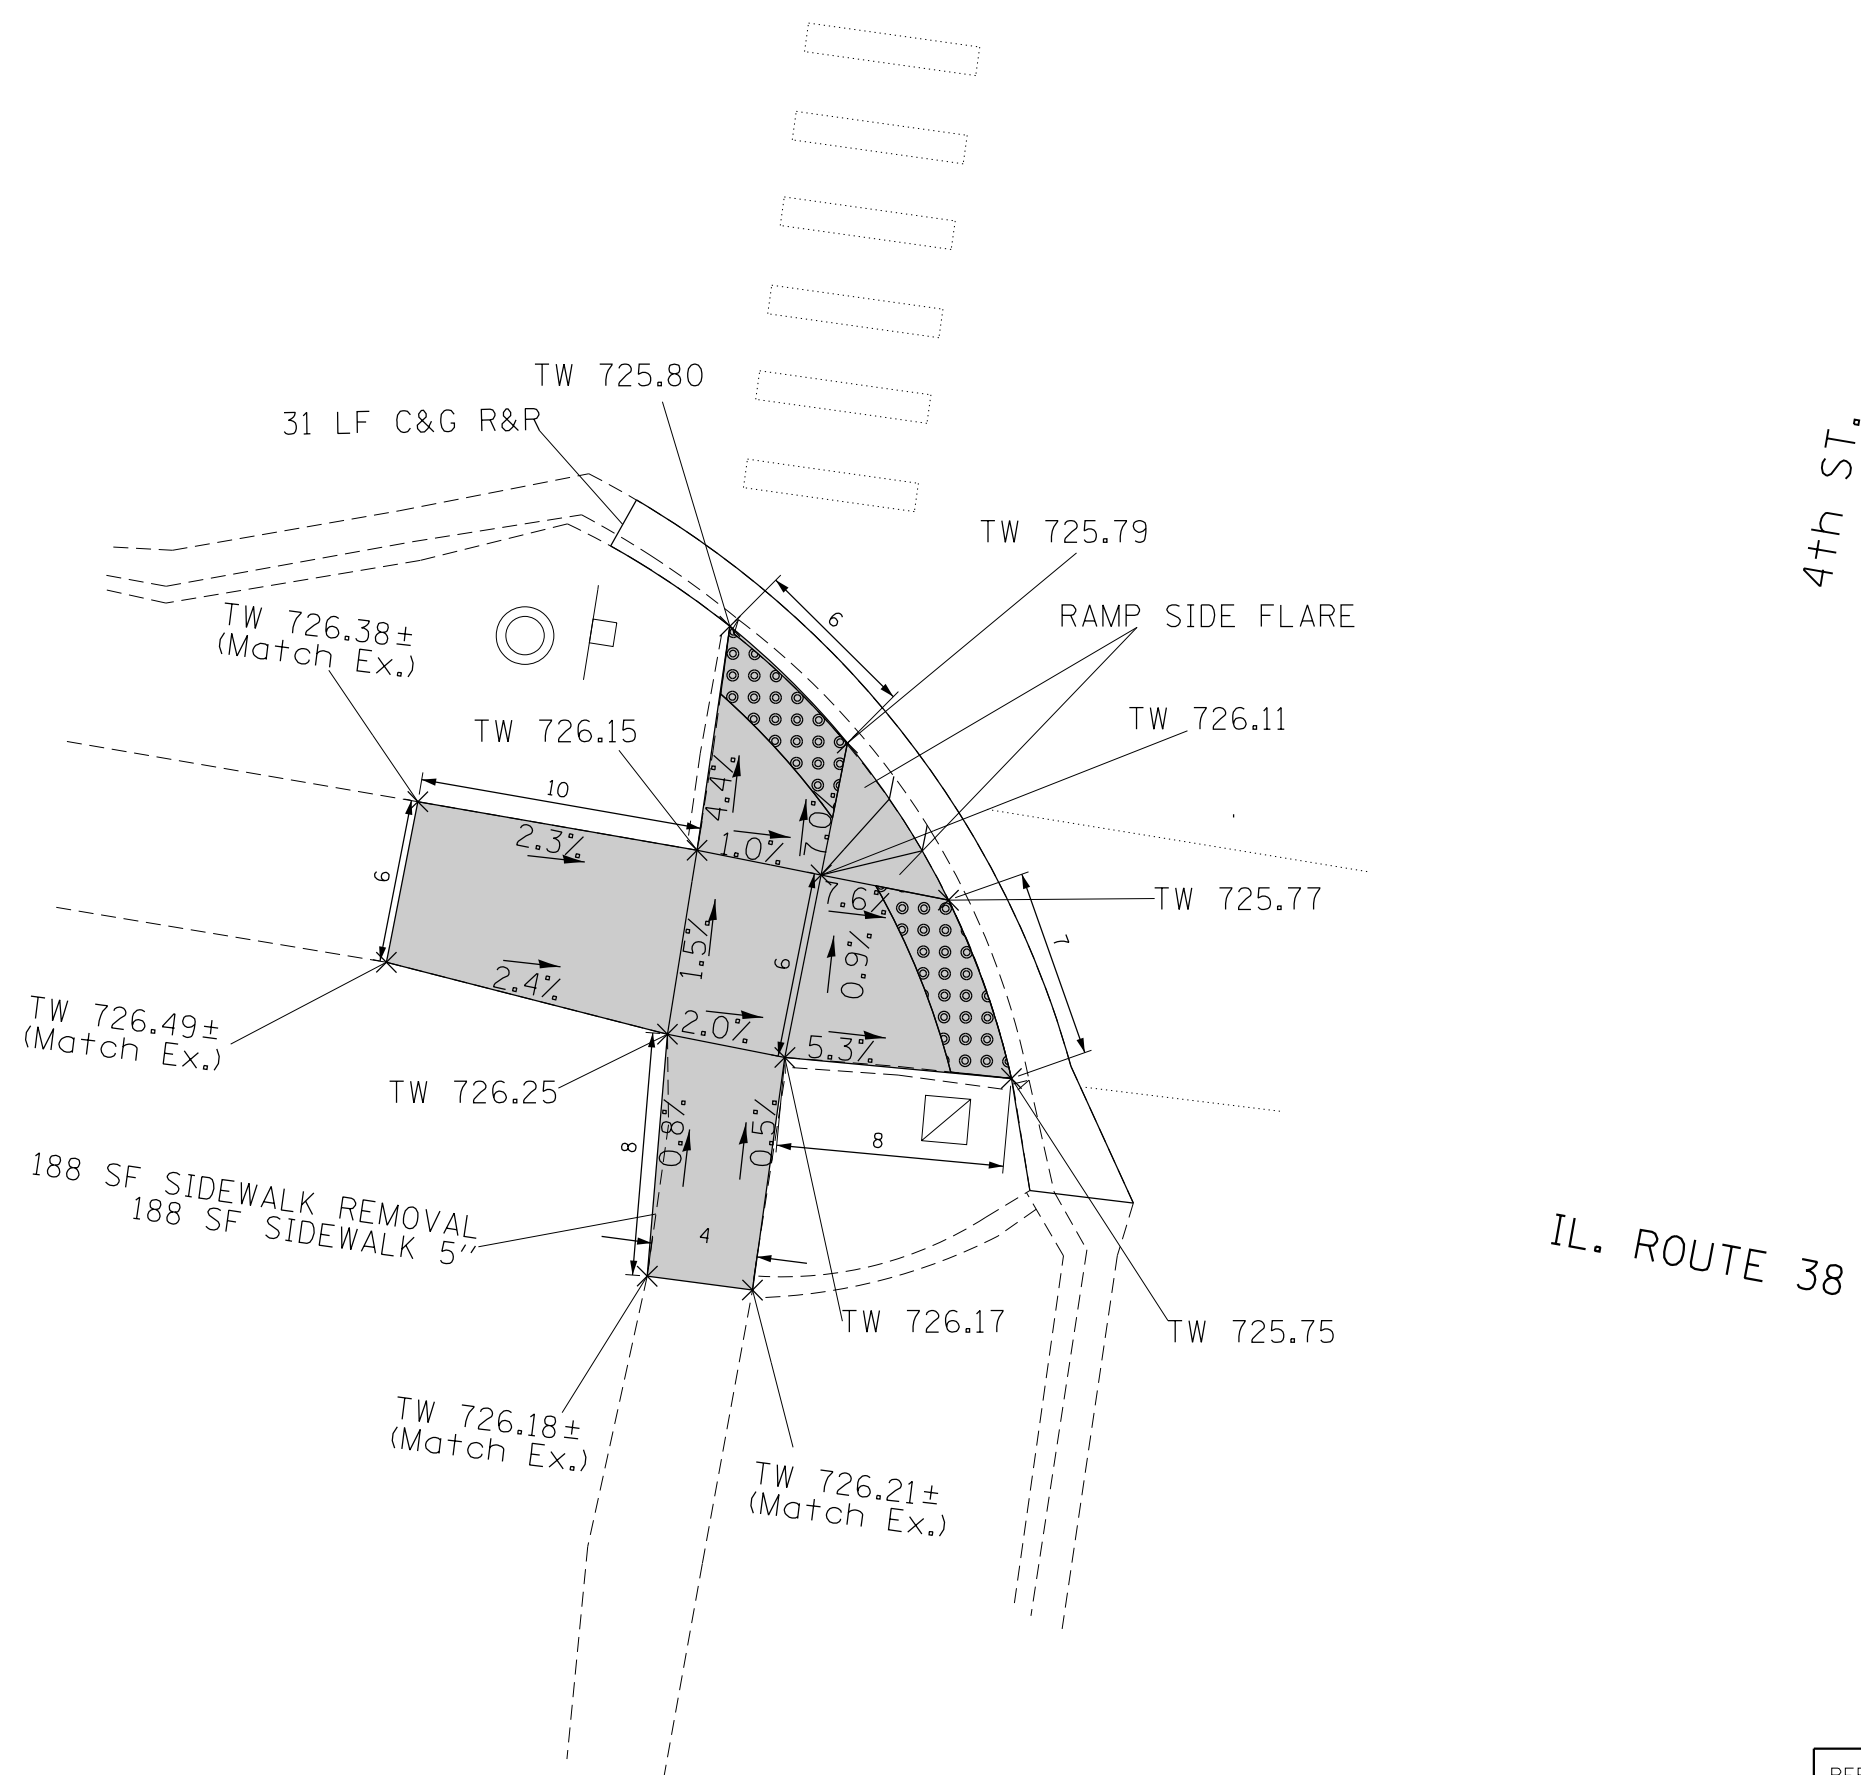 TW 725.80
31 LF C&G R&R
4th ST.
TW 725.79
6
RAMP SIDE FLARE
TW 726.38±
(Match Ex.)
TW 726.11
TW 726.15
10
4.4%
7.0%
2.3%
1.0%
6
7.6%
TW 725.77
1.5%
6
0.9%
7
2.4%
TW 726.49±
(Match Ex.)
2.0%
5.3%
TW 726.25
0.8%
0.5%
8
8
188 SF SIDEWALK REMOVAL
188 SF SIDEWALK 5"
4
IL. ROUTE 38
TW 726.17
TW 725.75
TW 726.18±
(Match Ex.)
TW 726.21±
(Match Ex.)